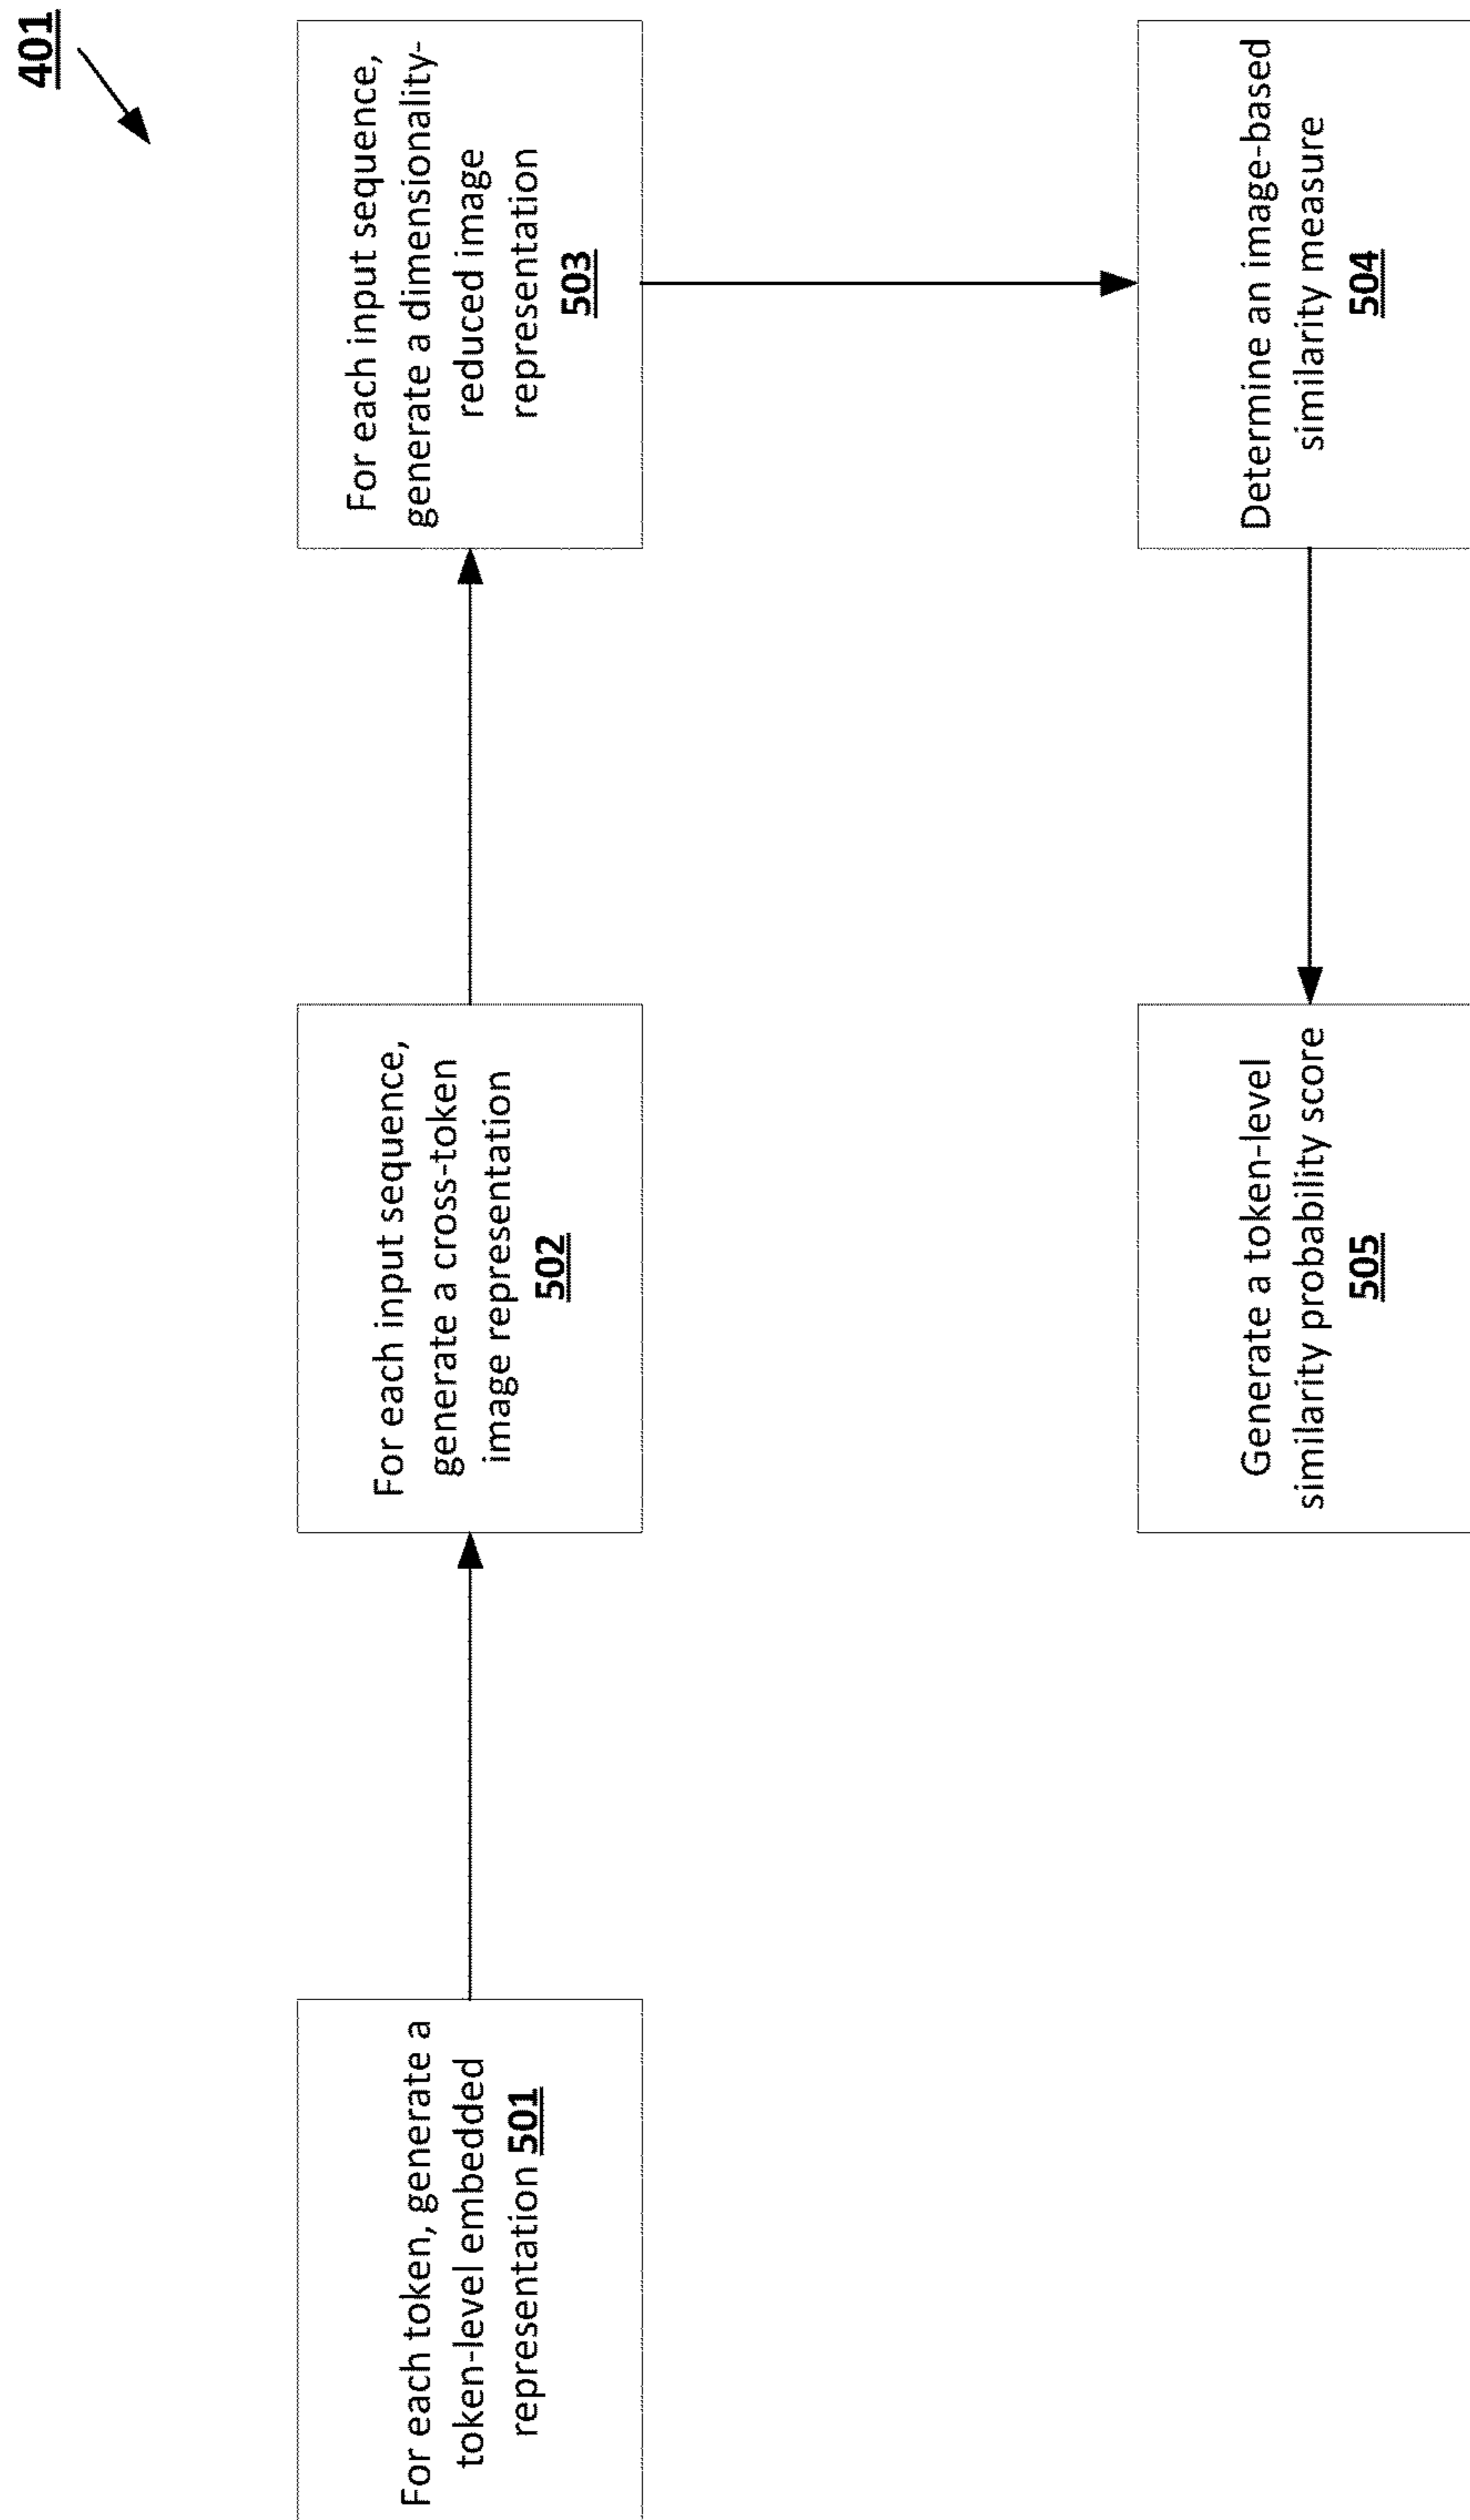 401
For each token, generate a
token-level embedded
representation 501
For each input sequence,
generate a cross-token
image representation
502
For each input sequence,
generate a dimensionality-
reduced image
representation
503
Determine an image-based
similarity measure
504
Generate a token-level
similarity probability score
505